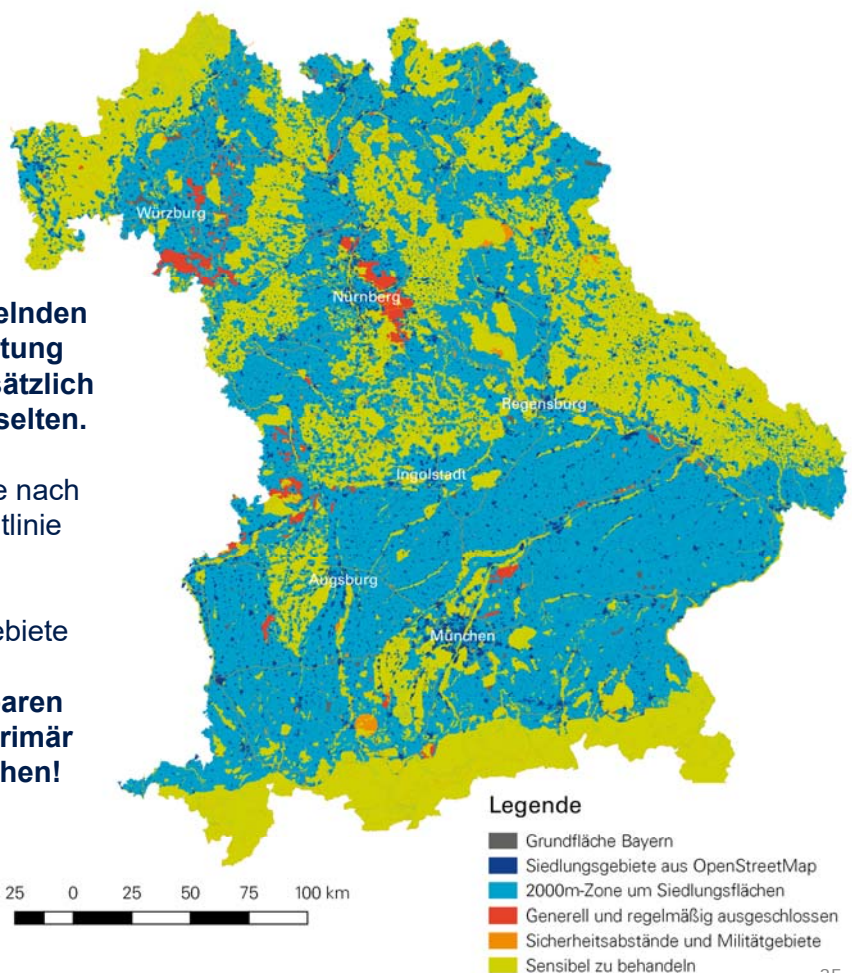 elnden
tung
sätzlich
selten.
e nach
tlinie
ebiete
aren
rimär
chen!
Würzburg
Nürnberg
Regensburg
Ingolstadt
Augsburg
München
25 0 25 50 75 100 km
Legende
Grundfläche Bayern
Siedlungsgebiete aus OpenStreetMap
2000m-Zone um Siedlungsflächen
Generell und regelmäßig ausgeschlossen
Sicherheitsabstände und Militätgebiete
Sensibel zu behandeln